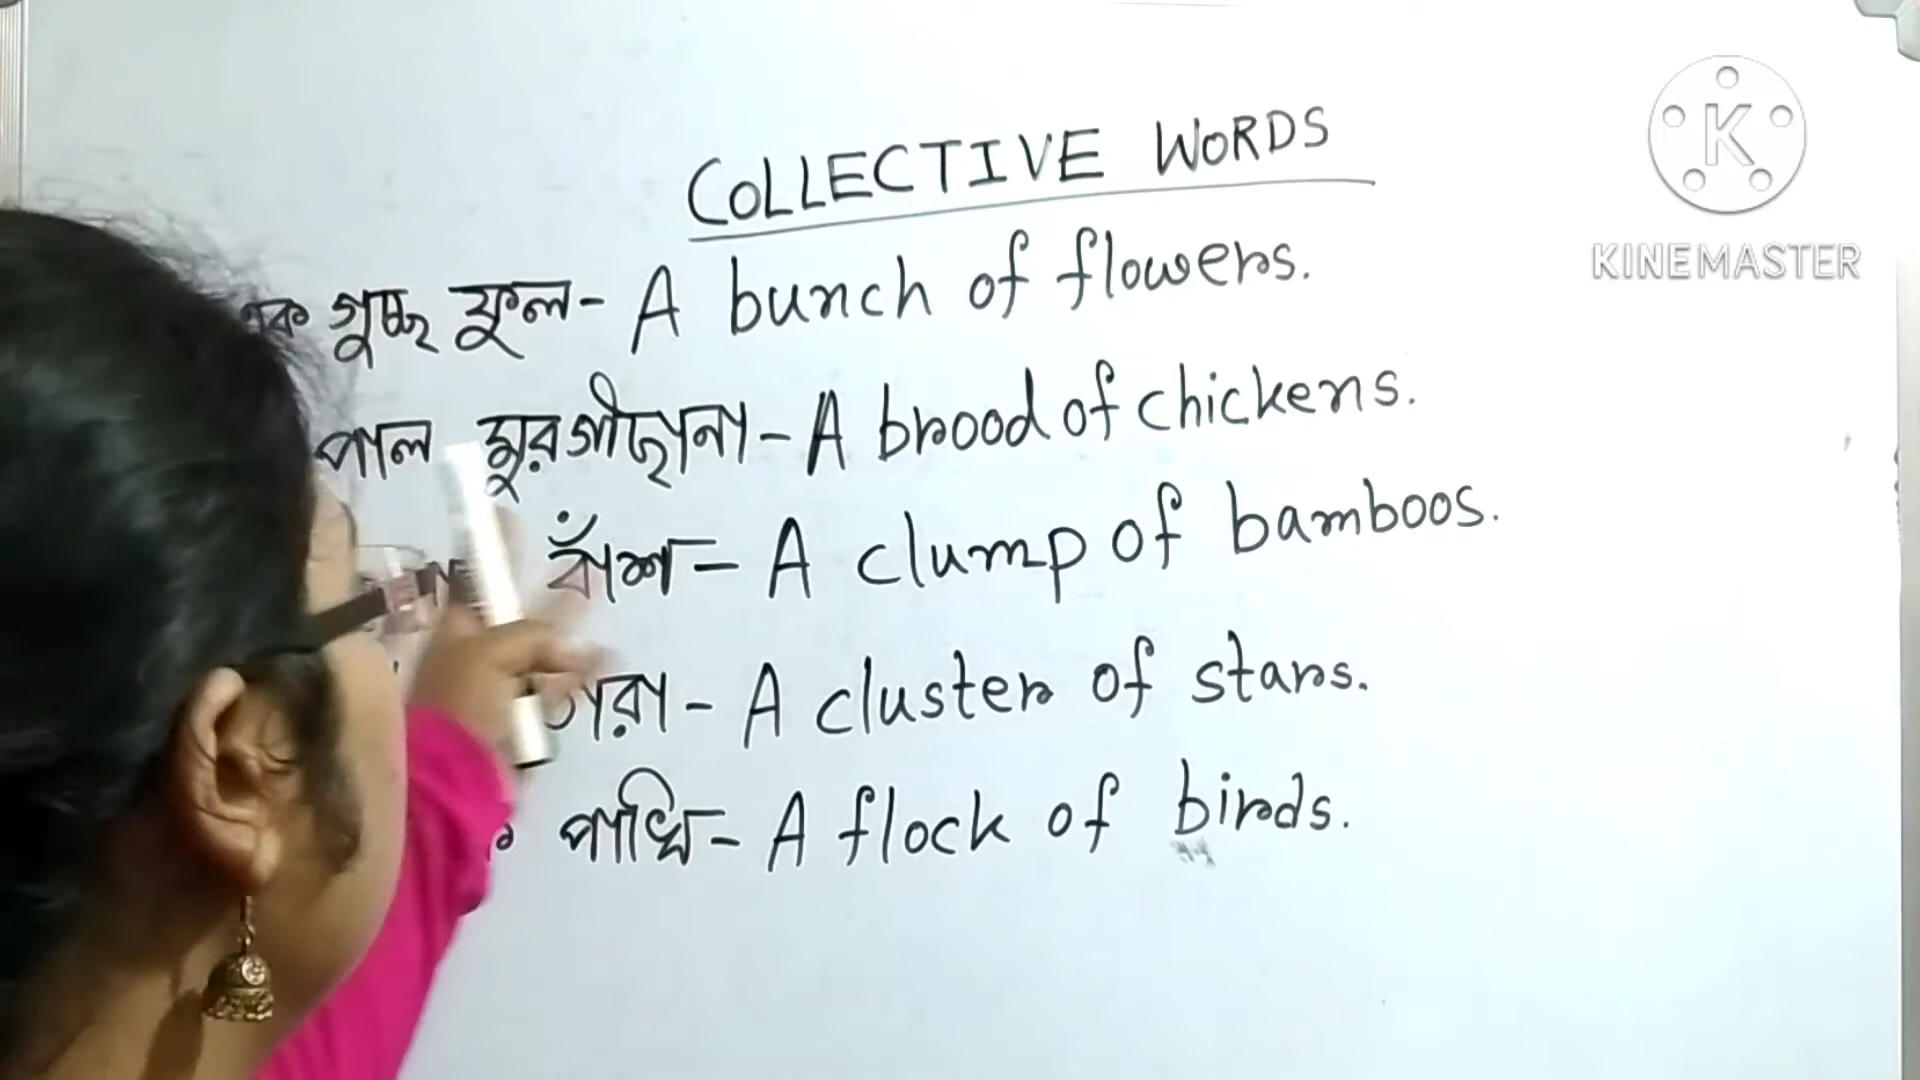 COLLECTIVE WORDS
এক গুচ্ছ ফুল - A bunch of flowers.
পাল মুরগীছানা - A brood of chickens.
বাঁশ - A clump of bamboos.
তারা - A cluster of stars.
পাখি - A flock of birds.
K
KINEMASTER